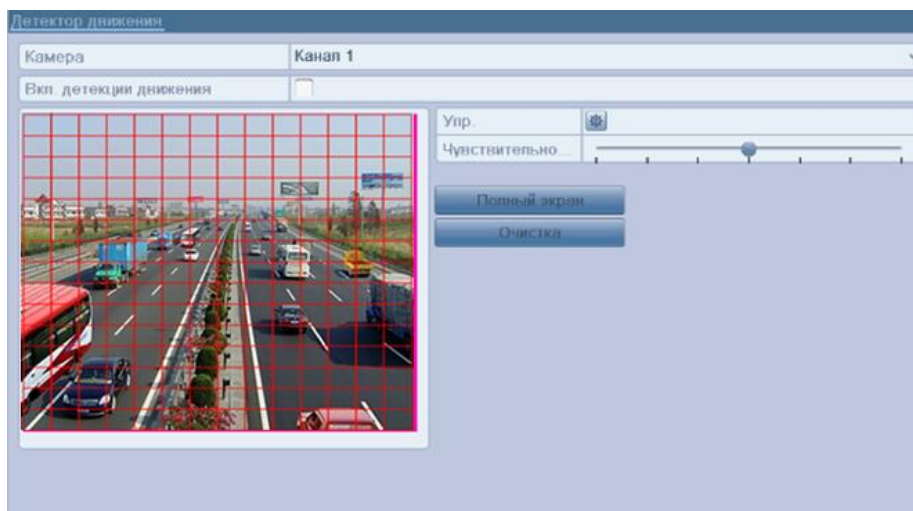 Детектор движения
Камера
Канал 1
Вкл. детекции движения
Упр.
Чувствительно...
Полный экран
Очистка